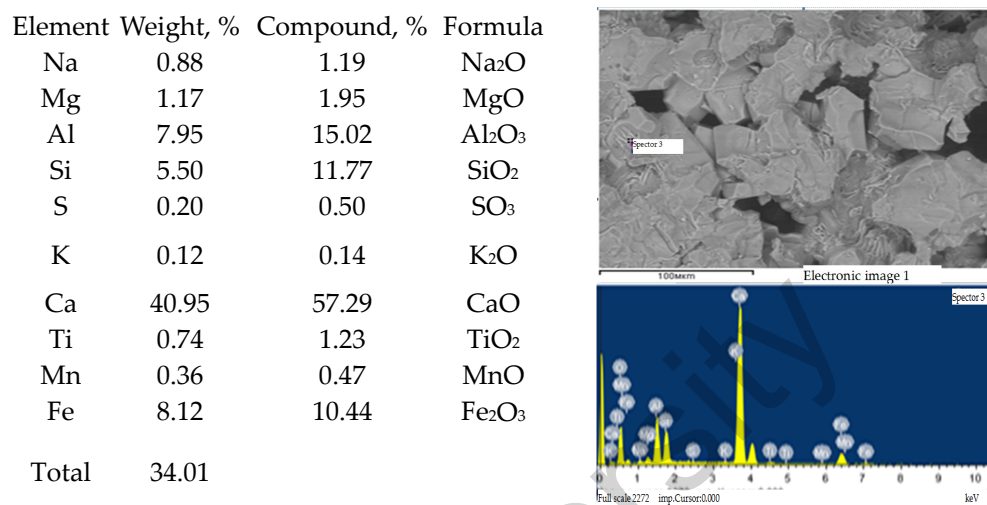 Element Weight, % Compound, % Formula
Na 0.88 1.19 Na₂O
Mg 1.17 1.95 MgO
Al 7.95 15.02 Al₂O₃
Si 5.50 11.77 SiO₂
S 0.20 0.50 SO₃
K 0.12 0.14 K₂O
Ca 40.95 57.29 CaO
Ti 0.74 1.23 TiO₂
Mn 0.36 0.47 MnO
Fe 8.12 10.44 Fe₂O₃
Total 34.01
Spector 3
100мкm
Electronic image 1
Spector 3
0 1 2 3 4 5 6 7 8 9 10
Full scale 2272 imp.Cursor:0.000 keV